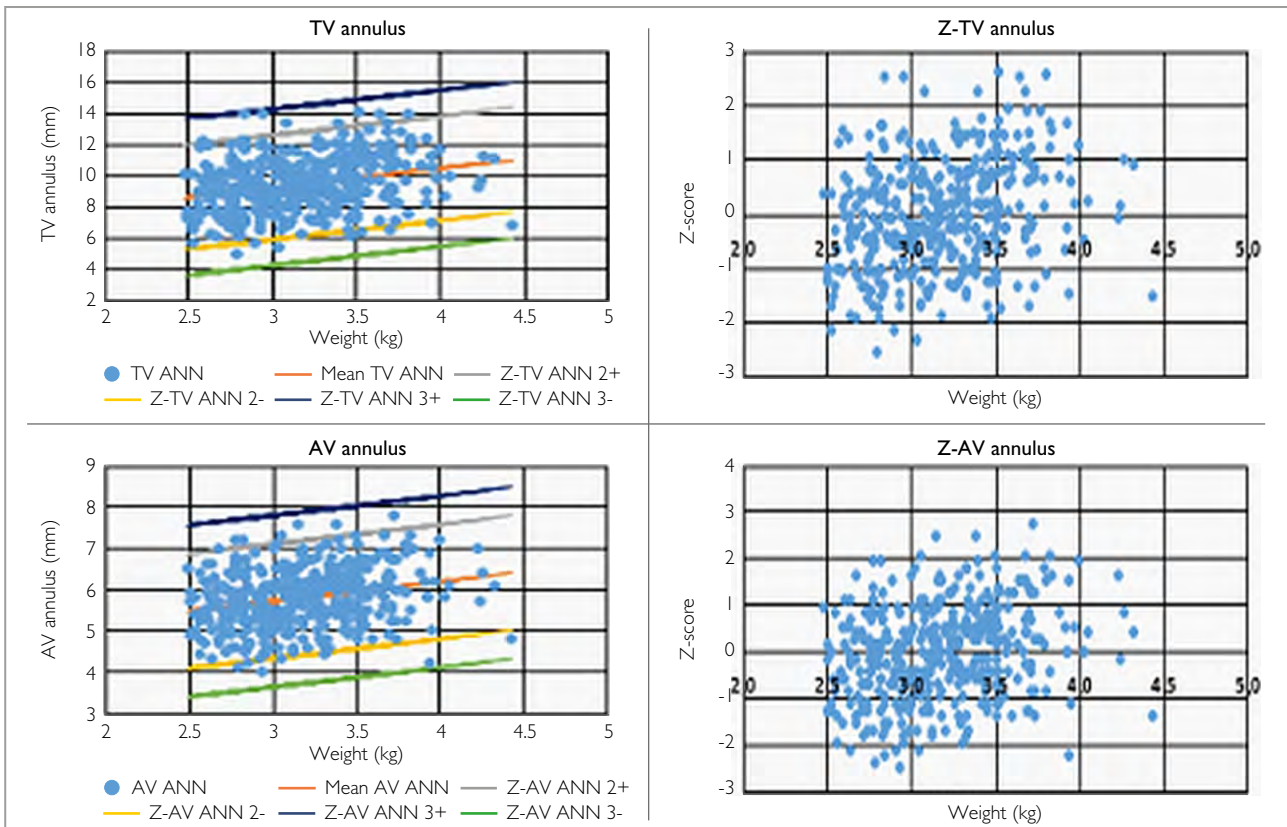 TV annulus
18
16
14
12
10
8
6
4
2
TV annulus (mm)
2 2.5 3 3.5 4 4.5 5
Weight (kg)
TV ANN Mean TV ANN Z-TV ANN 2+
Z-TV ANN 2- Z-TV ANN 3+ Z-TV ANN 3-
Z-TV annulus
3
2
1
0
-1
-2
-3
Z-score
2,0 2,5 3,0 3,5 4,0 4,5 5,0
Weight (kg)
AV annulus
9
8
7
6
5
4
3
AV annulus (mm)
2 2.5 3 3.5 4 4.5 5
Weight (kg)
AV ANN Mean AV ANN Z-AV ANN 2+
Z-AV ANN 2- Z-AV ANN 3+ Z-AV ANN 3-
Z-AV annulus
4
3
2
1
0
-1
-2
-3
Z-score
2,0 2,5 3,0 3,5 4,0 4,5 5,0
Weight (kg)